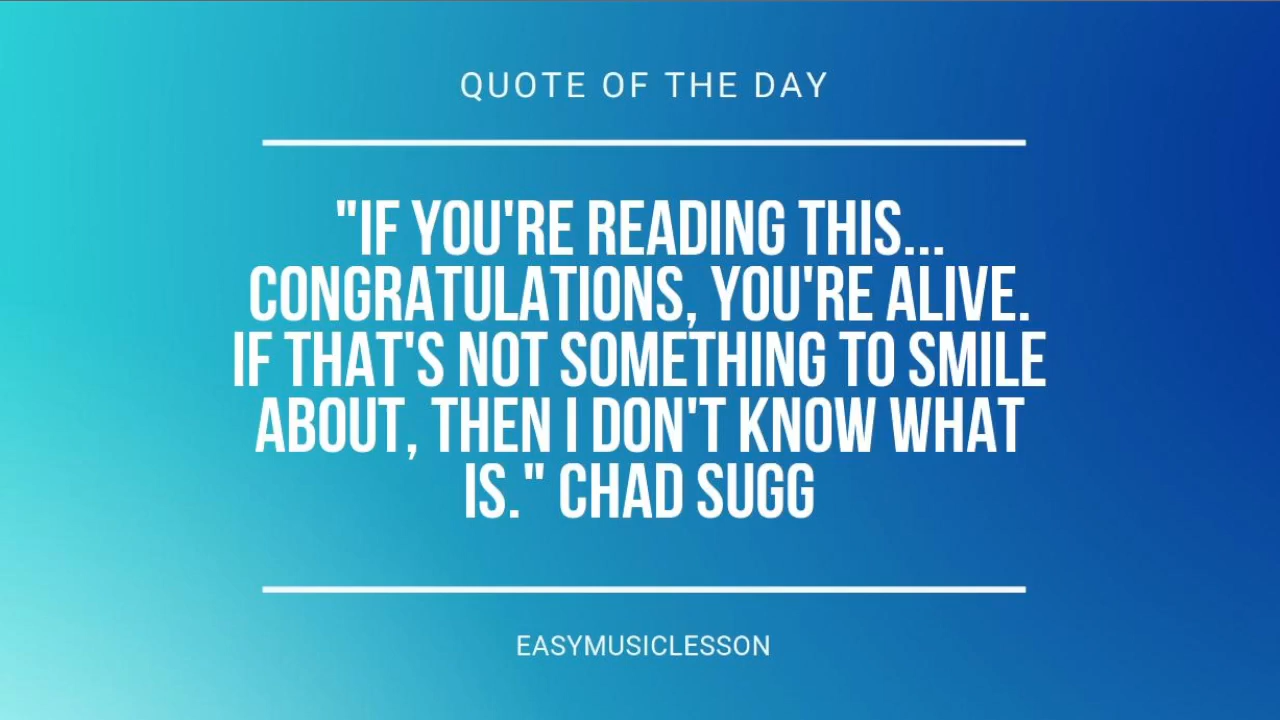 QUOTE OF THE DAY
"IF YOU'RE READING THIS...
CONGRATULATIONS, YOU'RE ALIVE.
IF THAT'S NOT SOMETHING TO SMILE
ABOUT, THEN I DON'T KNOW WHAT
IS." CHAD SUGG
EASYMUSICLESSON